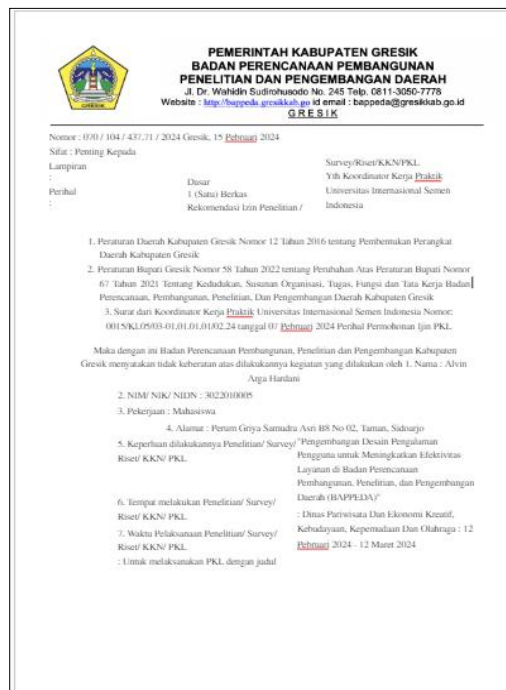 PEMERINTAH KABUPATEN GRESIK
BADAN PERENCANAAN PEMBANGUNAN
PENELITIAN DAN PENGEMBANGAN DAERAH
Jl. Dr. Wahidin Sudirohusodo No. 245 Telp. 0811-3050-7778
Website : http://bappeda.gresikkab.go id email : bappeda@gresikkab.go.id
G R E S I K
Nomor : 070 / 104 / 437.71 / 2024 Gresik, 15 Pebruari 2024
Sifat : Penting Kepada
Lampiran
:
Perihal
:
Dasar
1 (Satu) Berkas
Rekomendasi Izin Penelitian /
Survey/Riset/KKN/PKL
Yth Koordinator Kerja Praktik
Universitas Internasional Semen
Indonesia
1. Peraturan Daerah Kabupaten Gresik Nomor 12 Tahun 2016 tentang Pembentukan Perangkat
Daerah Kabupaten Gresik
2. Peraturan Bupati Gresik Nomor 58 Tahun 2022 tentang Perubahan Atas Peraturan Bupati Nomor
67 Tahun 2021 Tentang Kedudukan, Susunan Organisasi, Tugas, Fungsi dan Tata Kerja Badan
Perencanaan, Pembangunan, Penelitian, Dan Pengembangan Daerah Kabupaten Gresik
3. Surat dari Koordinator Kerja Praktik Universitas Internasional Semen Indonesia Nomor:
0015/KI.05/03-01.01.01.01/02.24 tanggal 07 Pebruari 2024 Perihal Permohonan Ijin PKL
Maka dengan ini Badan Perencanaan Pembangunan, Penelitian dan Pengembangan Kabupaten
Gresik menyatakan tidak keberatan atas dilakukannya kegiatan yang dilakukan oleh 1. Nama : Alvin
Arga Hardani
2. NIM/ NIK/ NIDN : 3022010005
3. Pekerjaan : Mahasiswa
4. Alamat : Perum Griya Samudra Asri B8 No 02, Taman, Sidoarjo
5. Keperluan dilakukannya Penelitian/ Survey/
Riset/ KKN/ PKL
"Pengembangan Desain Pengalaman
Pengguna untuk Meningkatkan Efektivitas
Layanan di Badan Perencanaan
Pembangunan, Penelitian, dan Pengembangan
Daerah (BAPPEDA)"
6. Tempat melakukan Penelitian/ Survey/
Riset/ KKN/ PKL
: Dinas Pariwisata Dan Ekonomi Kreatif,
Kebudayaan, Kepemudaan Dan Olahraga : 12
Pebruari 2024 - 12 Maret 2024
7. Waktu Pelaksanaan Penelitian/ Survey/
Riset/ KKN/ PKL
: Untuk melaksanakan PKL dengan judul